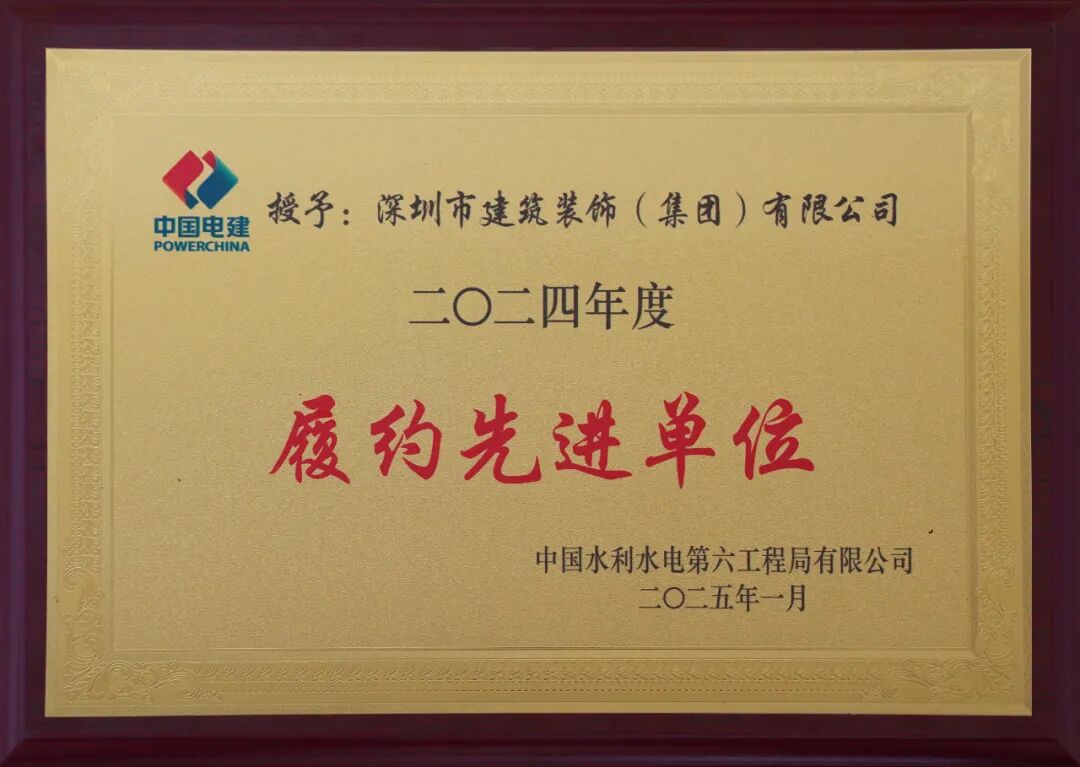 中国电建
POWERCHINA
授予：深圳市建筑装饰（集团）有限公司
二〇二四年度
履约先进单位
中国水利水电第六工程局有限公司
二〇二五年一月